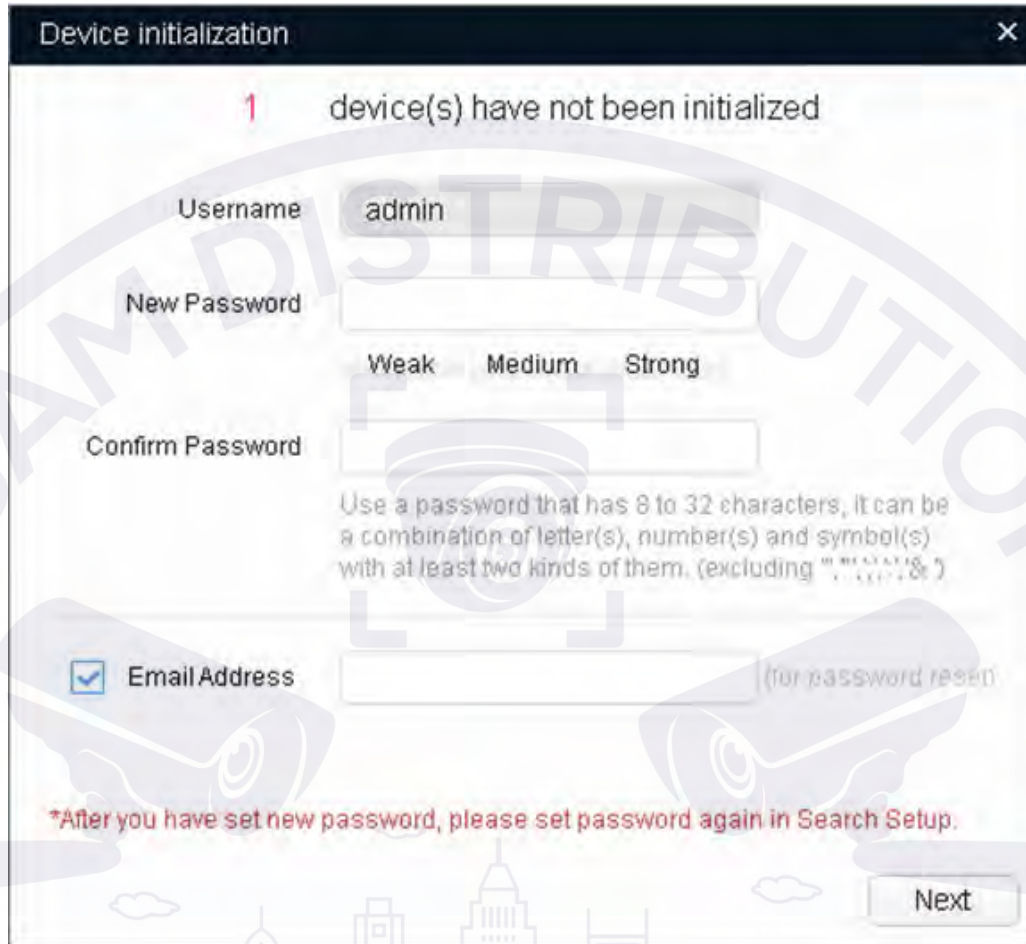 Device initialization
1 device(s) have not been initialized
Username admin
New Password
Weak Medium Strong
Confirm Password
Use a password that has 8 to 32 characters, It can be
a combination of letter(s), number(s) and symbol(s)
with at least two kinds of them. (excluding
Email Address (for password reset)
*After you have set new password, please set password again in Search Setup.
Next
AM DISTRIBUTION